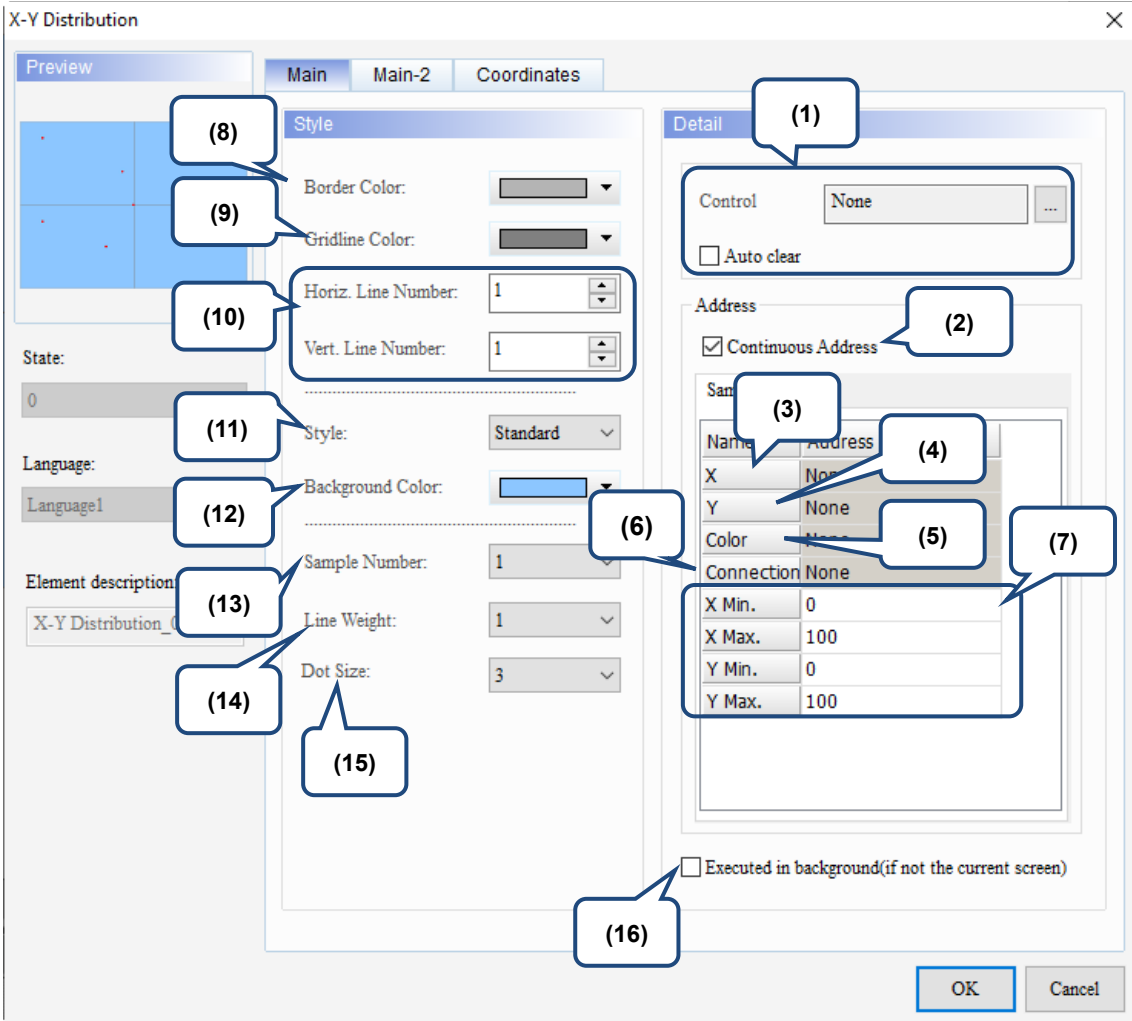 X-Y Distribution
Preview
Main Main-2 Coordinates
Style
Detail
(1)
(8)
Border Color:
Control None ...
(9)
Gridline Color:
Auto clear
Horiz. Line Number: 1
(10)
Address
(2)
Vert. Line Number: 1
Continuous Address
State:
0
(3)
(11)
Style: Standard
Name Address
(4)
Language:
X
Background Color:
Language1
(12)
Y None
(6)
Color
(5)
(7)
Sample Number: 1
Connection None
Element description:
(13)
X Min. 0
X-Y Distribution_
Line Weight: 1
X Max. 100
Dot Size: 3
Y Min. 0
(14)
Y Max. 100
(15)
Executed in background(if not the current screen)
(16)
OK Cancel